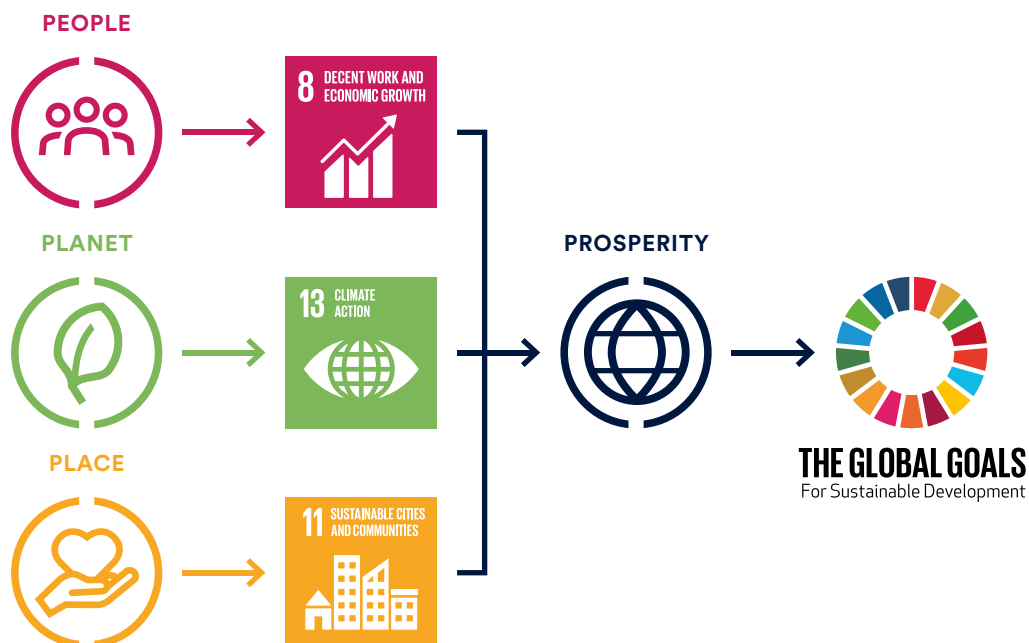 PEOPLE
8 DECENT WORK AND
ECONOMIC GROWTH
PLANET
13 CLIMATE
ACTION
PLACE
11 SUSTAINABLE CITIES
AND COMMUNITIES
PROSPERITY
THE GLOBAL GOALS
For Sustainable Development